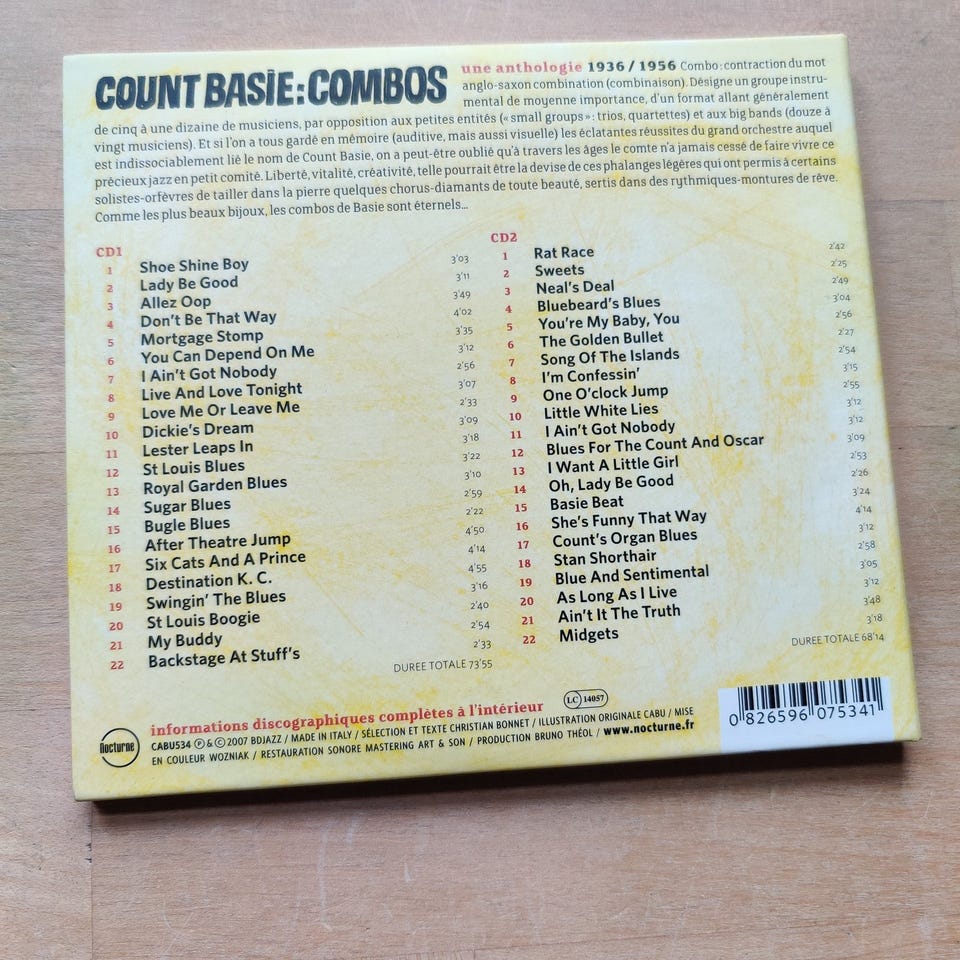 COUNT BASIE: COMBOS
une anthologie 1936 / 1956 Combo : contraction du mot
anglo-saxon combination (combinaison). Désigne un groupe instru-
mental de moyenne importance, d'un format allant généralement
de cinq à une dizaine de musiciens, par opposition aux petites entités (« small groups » : trios, quartettes) et aux big bands (douze à
vingt musiciens). Et si l'on a tous gardé en mémoire (auditive, mais aussi visuelle) les éclatantes réussites du grand orchestre auquel
est indissociablement lié le nom de Count Basie, on a peut-être oublié qu'à travers les âges le comte n'a jamais cessé de faire vivre ce
précieux jazz en petit comité. Liberté, vitalité, créativité, telle pourrait être la devise de ces phalanges légères qui ont permis à certains
solistes-orfèvres de tailler dans la pierre quelques chorus-diamants de toute beauté, sertis dans des rythmiques-montures de rêve.
Comme les plus beaux bijoux, les combos de Basie sont éternels...
CD1
1 Shoe Shine Boy 3'03
2 Lady Be Good 3'11
3 Allez Oop 3'49
4 Don't Be That Way 4'02
5 Mortgage Stomp 3'35
6 You Can Depend On Me 3'12
7 I Ain't Got Nobody 2'56
8 Live And Love Tonight 3'07
9 Love Me Or Leave Me 2'33
10 Dickie's Dream 3'09
11 Lester Leaps In 3'18
12 St Louis Blues 3'22
13 Royal Garden Blues 3'10
14 Sugar Blues 2'59
15 Bugle Blues 2'22
16 After Theatre Jump 4'50
17 Six Cats And A Prince 4'14
18 Destination K. C. 4'55
19 Swingin' The Blues 3'16
20 St Louis Boogie 2'40
21 My Buddy 2'54
22 Backstage At Stuff's 2'33
DUREE TOTALE 73'55
CD2
1 Rat Race 2'42
2 Sweets 2'25
3 Neal's Deal 2'49
4 Bluebeard's Blues 3'04
5 You're My Baby, You 2'56
6 The Golden Bullet 2'27
7 Song Of The Islands 2'54
8 I'm Confessin' 3'15
9 One O'clock Jump 2'55
10 Little White Lies 3'12
11 I Ain't Got Nobody 3'12
12 Blues For The Count And Oscar 3'09
13 I Want A Little Girl 2'53
14 Oh, Lady Be Good 2'26
15 Basie Beat 3'24
16 She's Funny That Way 4'14
17 Count's Organ Blues 3'12
18 Stan Shorthair 2'58
19 Blue And Sentimental 3'05
20 As Long As I Live 3'12
21 Ain't It The Truth 3'48
22 Midgets 3'18
DUREE TOTALE 68'14
nocturne
informations discographiques complètes à l'intérieur
LC 14057
CABU534 ℗ & © 2007 BDJAZZ / MADE IN ITALY / SÉLECTION ET TEXTE CHRISTIAN BONNET / ILLUSTRATION ORIGINALE CABU / MISE
EN COULEUR WOZNIAK / RESTAURATION SONORE MASTERING ART & SON / PRODUCTION BRUNO THÉOL / www.nocturne.fr
0 826596 075341